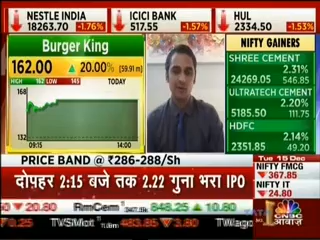 NESTLE INDIA
18263.70 -1.76%
ICICI BANK
517.55 -1.57%
HUL
2334.50 -1.53%
Burger King
162.00 20.00% [59.91 m]
HIGH 162 LOW 145 TODAY
168
132
09:15 14:00
NIFTY GAINERS
SHREE CEMENT
2.31%
24269.05 546.85
ULTRATECH CEMENT
2.20%
5185.50 111.75
HDFC
2.14%
2351.85 49.20
PRICE BAND @ ₹286-288/Sh
दोपहर 2:15 बजे तक 2.22 गुना भरा IPO
Tue 15 Dec
NIFTY FMCG
367.85
NIFTY IT
24.80
CNBC
आवाज़